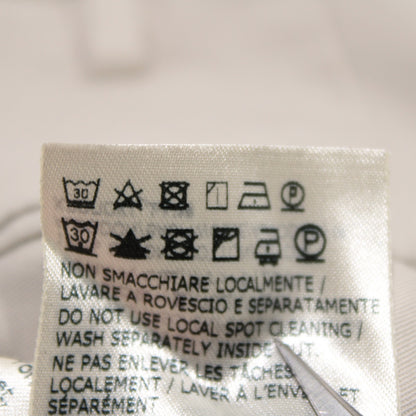 30 P
30 P
NON SMACCHIARE LOCALMENTE /
LAVARE A ROVESCIO E SEPARATAMENTE
DO NOT USE LOCAL SPOT CLEANING /
WASH SEPARATELY INSIDE OUT.
NE PAS ENLEVER LES TÂCHES
LOCALEMENT / LAVER À L'ENVERS ET
SÉPARÉMENT